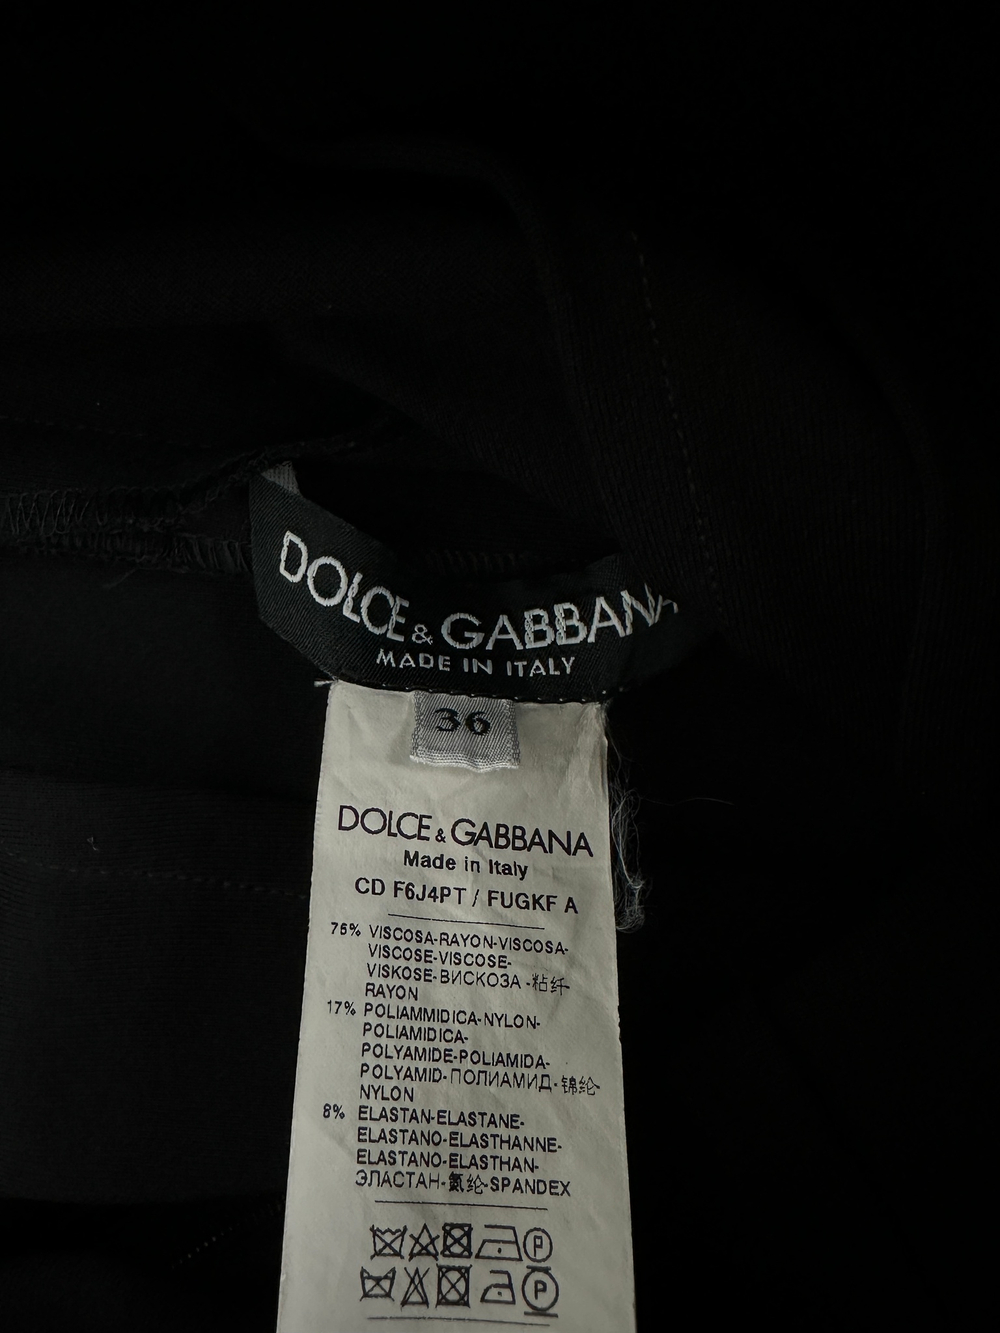 DOLCE & GABBANA
MADE IN ITALY
36
DOLCE & GABBANA
Made in Italy
CD F6J4PT / FUGKF A
75% VISCOSA-RAYON-VISCOSA-
VISCOSE-VISCOSE-
VISKOSE-ВИСКОЗА-粘纤-
RAYON
17% POLIAMMIDICA-NYLON-
POLIAMIDICA-
POLYAMIDE-POLIAMIDA-
POLYAMID-ПОЛИАМИД-锦纶-
NYLON
8% ELASTAN-ELASTANE-
ELASTANO-ELASTHANNE-
ELASTANO-ELASTHAN-
ЭЛАСТАН-氨纶-SPANDEX
P
P